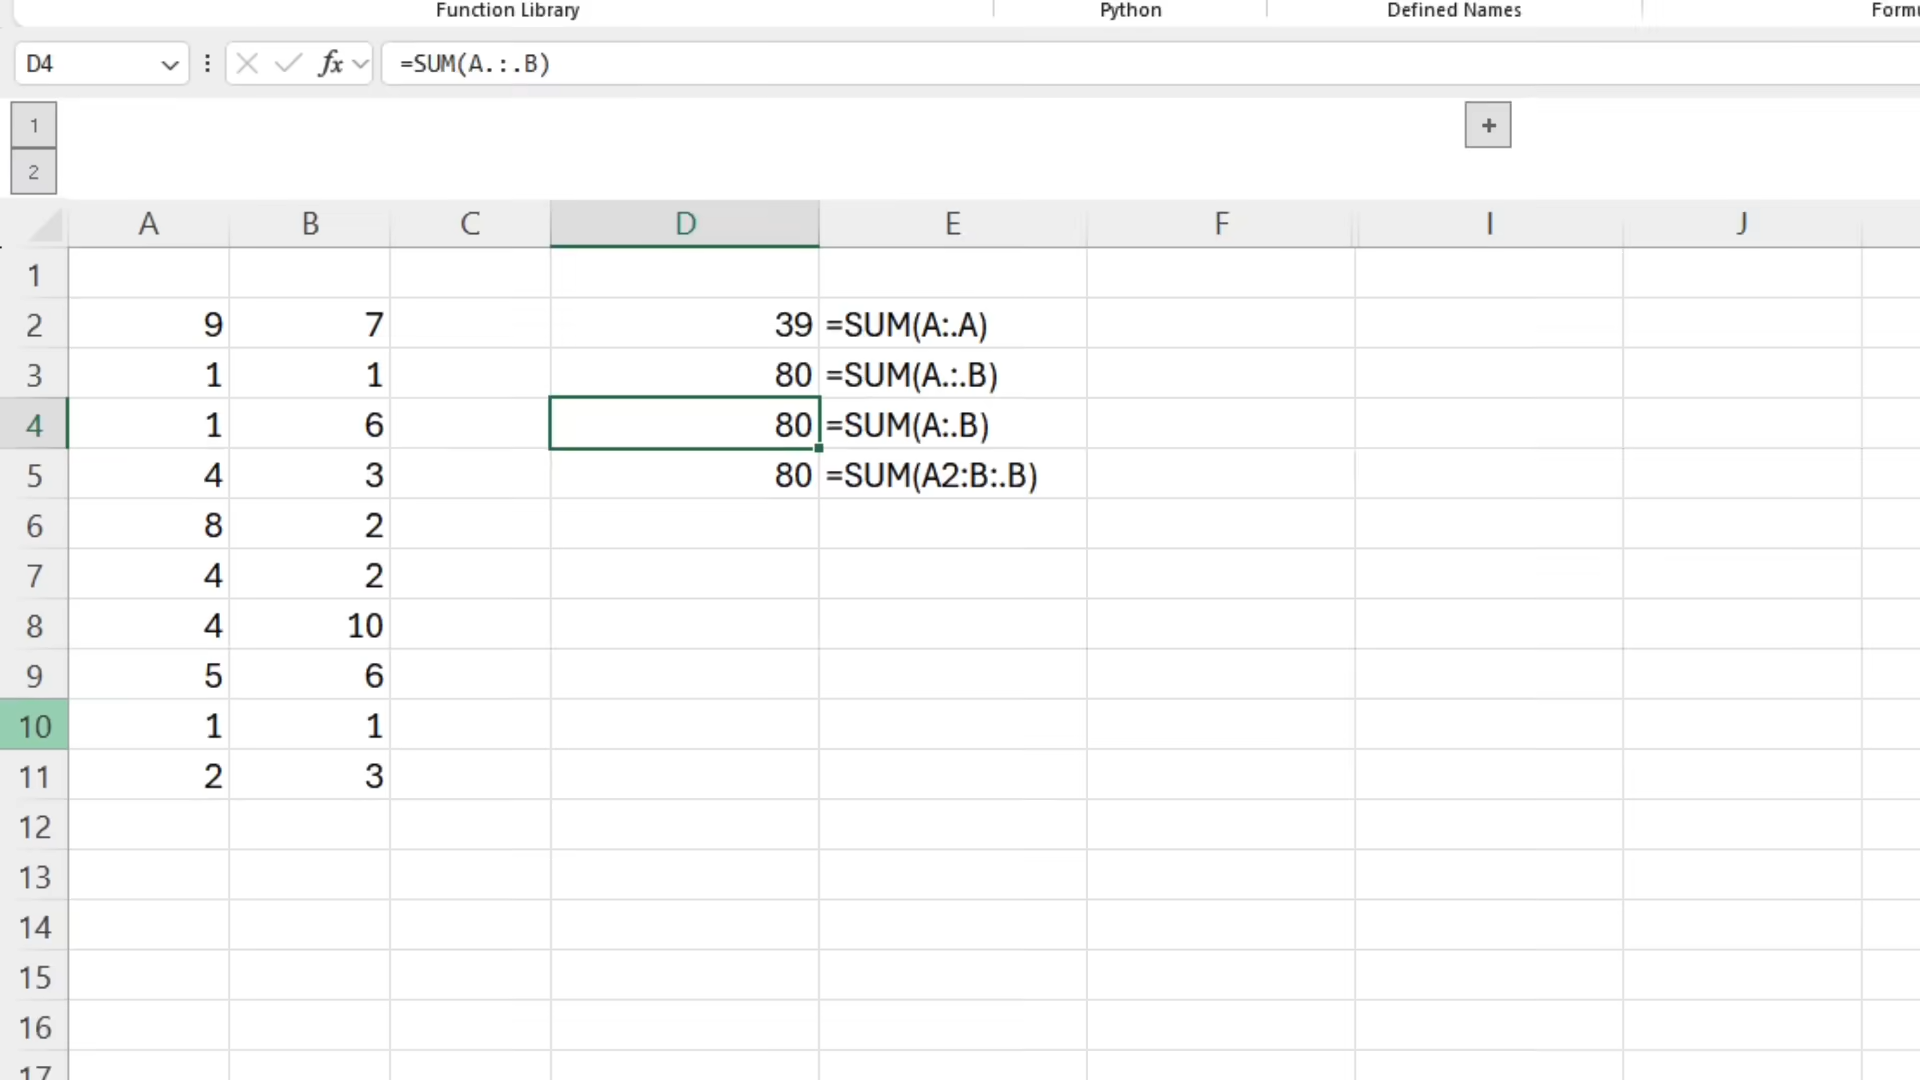 Function Library Python Defined Names
D4 fx =SUM(A.:.B)
1 +
2
A B C D E F I J
1
2 9 7 39 =SUM(A:.A)
3 1 1 80 =SUM(A.:.B)
4 1 6 80 =SUM(A:.B)
5 4 3 80 =SUM(A2:B:.B)
6 8 2
7 4 2
8 4 10
9 5 6
10 1 1
11 2 3
12
13
14
15
16
17